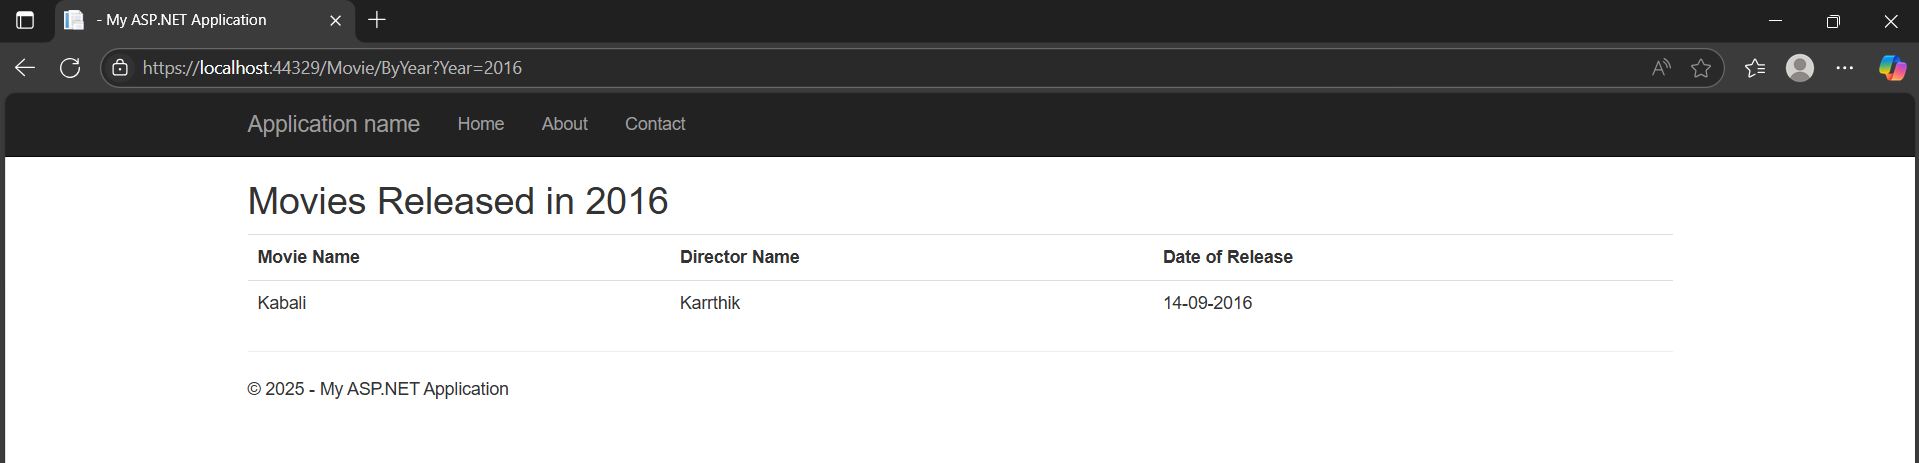 - My ASP.NET Application
https://localhost:44329/Movie/ByYear?Year=2016
Application name Home About Contact
Movies Released in 2016
Movie Name Director Name Date of Release
Kabali Karrthik 14-09-2016
© 2025 - My ASP.NET Application